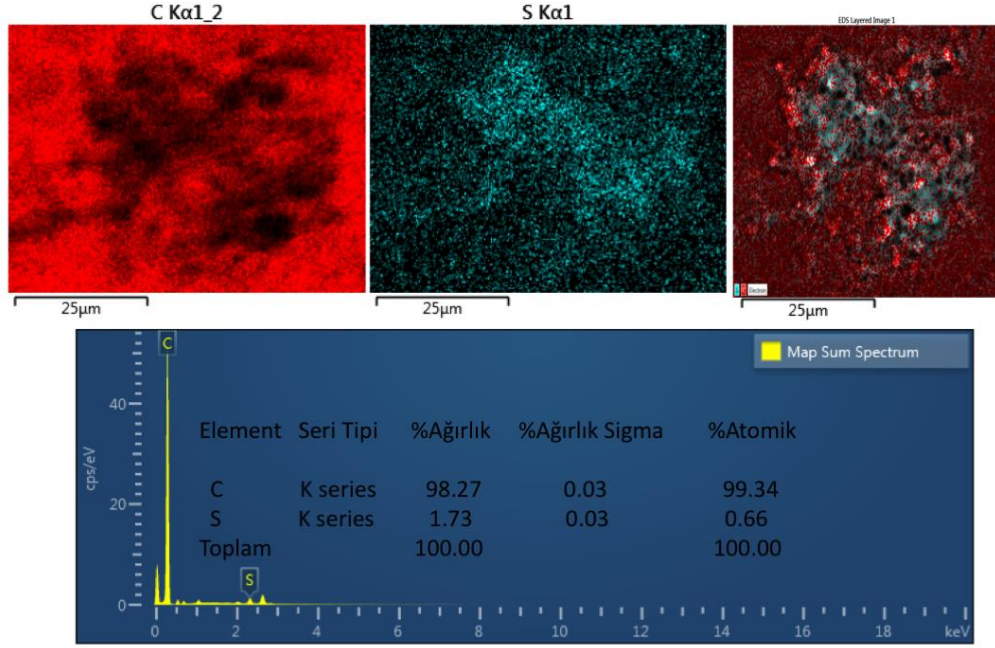 C Kα1_2
S Kα1
EDS Layered Image 1
25μm
25μm
25μm
Electron
Map Sum Spectrum
C
40
cps/eV
20
0
Element Seri Tipi %Ağırlık %Ağırlık Sigma %Atomik
C K series 98.27 0.03 99.34
S K series 1.73 0.03 0.66
Toplam 100.00 100.00
S
0 2 4 6 8 10 12 14 16 18 keV